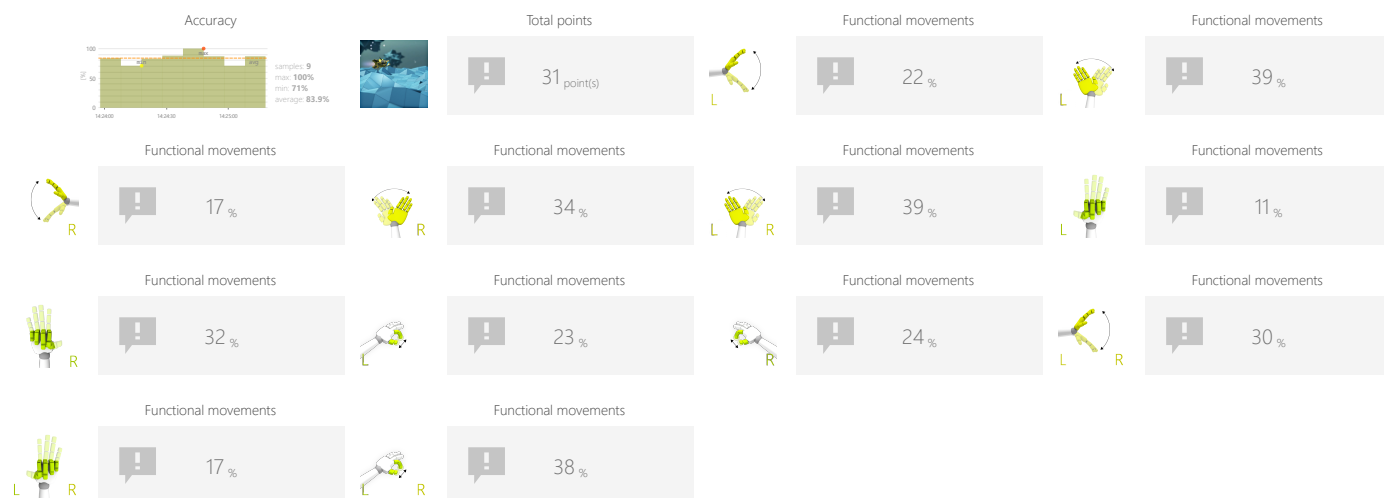 Accuracy
100
50
0
(%)
min
max
avg
14:24:00
14:24:30
14:25:00
samples: 9
max: 100%
min: 71%
average: 83.9%
Total points
31 point(s)
Functional movements
L
22 %
Functional movements
L
39 %
Functional movements
R
17 %
Functional movements
R
34 %
Functional movements
L R
39 %
Functional movements
L
11 %
Functional movements
R
32 %
Functional movements
L
23 %
Functional movements
R
24 %
Functional movements
L R
30 %
Functional movements
L R
17 %
Functional movements
L R
38 %